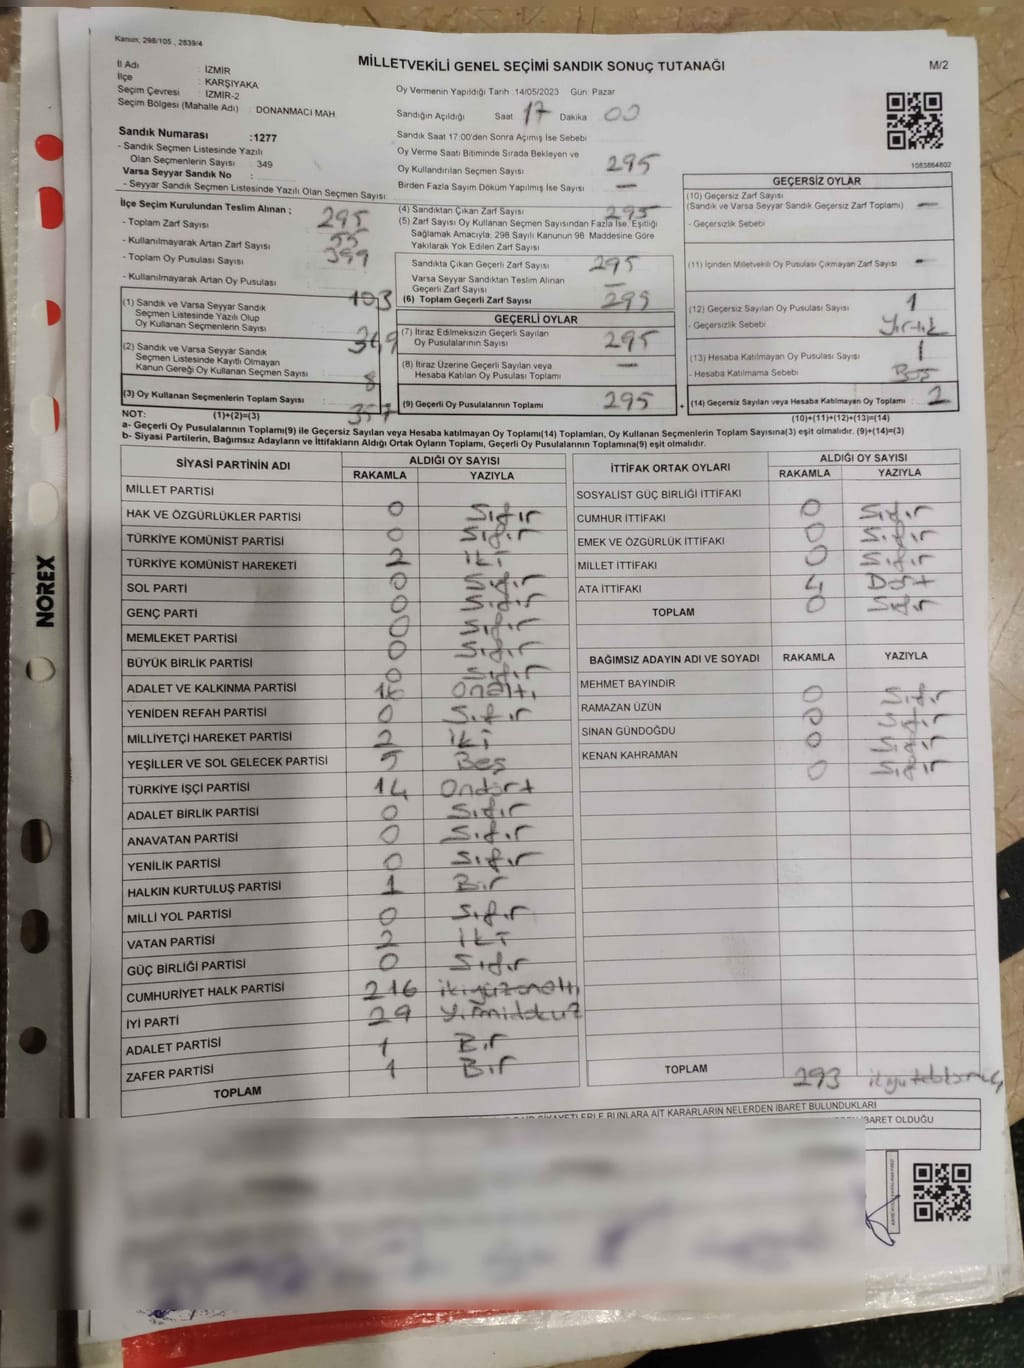 Kanun; 298/105 , 2839/4
MİLLETVEKİLİ GENEL SEÇİMİ SANDIK SONUÇ TUTANAĞI
M/2
İl Adı : İZMİR
İlçe : KARŞIYAKA
Seçim Çevresi : İZMİR-2
Seçim Bölgesi (Mahalle Adı) DONANMACI MAH
Sandık Numarası :1277
- Sandık Seçmen Listesinde Yazılı
Olan Seçmenlerin Sayısı : 349
Varsa Seyyar Sandık No :
- Seyyar Sandık Seçmen Listesinde Yazılı Olan Seçmen Sayısı:
Oy Vermenin Yapıldığı Tarih 14/05/2023 Gün Pazar
Sandığın Açıldığı Saat 17 Dakika 00
Sandık Saat 17:00'den Sonra Açmış İse Sebebi
Oy Verme Saati Bitiminde Sırada Bekleyen ve
Oy Kullandırılan Seçmen Sayısı 295
Birden Fazla Sayım Döküm Yapılmış İse Sayısı —
1083864802
İlçe Seçim Kurulundan Teslim Alınan ;
- Toplam Zarf Sayısı : 295
- Kullanılmayarak Artan Zarf Sayısı : 55
- Toplam Oy Pusulası Sayısı : 399
- Kullanılmayarak Artan Oy Pusulası : 103
(1) Sandık ve Varsa Seyyar Sandık
Seçmen Listesinde Yazılı Olup
Oy Kullanan Seçmenlerin Sayısı : 349
(2) Sandık ve Varsa Seyyar Sandık
Seçmen Listesinde Kayıtlı Olmayan
Kanun Gereği Oy Kullanan Seçmen Sayısı : 8
(3) Oy Kullanan Seçmenlerin Toplam Sayısı : 357
(4) Sandıktan Çıkan Zarf Sayısı 295
(5) Zarf Sayısı Oy Kullanan Seçmen Sayısından Fazla İse, Eşitliği
Sağlamak Amacıyla, 298 Sayılı Kanunun 98. Maddesine Göre
Yakılarak Yok Edilen Zarf Sayısı
Sandıkta Çıkan Geçerli Zarf Sayısı 295
Varsa Seyyar Sandıktan Teslim Alınan
Geçerli Zarf Sayısı —
(6) Toplam Geçerli Zarf Sayısı 295
GEÇERLİ OYLAR
(7) İtiraz Edilmeksizin Geçerli Sayılan
Oy Pusulalarının Sayısı 295
(8) İtiraz Üzerine Geçerli Sayılan veya
Hesaba Katılan Oy Pusulası Toplamı —
(9) Geçerli Oy Pusulalarının Toplamı 295 +
GEÇERSİZ OYLAR
(10) Geçersiz Zarf Sayısı
(Sandık ve Varsa Seyyar Sandık Geçersiz Zarf Toplamı) —
- Geçersizlik Sebebi
(11) İçinden Milletvekili Oy Pusulası Çıkmayan Zarf Sayısı —
(12) Geçersiz Sayılan Oy Pusulası Sayısı 1
- Geçersizlik Sebebi Yırtık
(13) Hesaba Katılmayan Oy Pusulası Sayısı 1
- Hesaba Katılmama Sebebi Boş
(14) Geçersiz Sayılan veya Hesaba Katılmayan Oy Toplamı : 2
NOT: (1)+(2)=(3) (10)+(11)+(12)+(13)=(14)
a- Geçerli Oy Pusulalarının Toplamı(9) ile Geçersiz Sayılan veya Hesaba katılmayan Oy Toplamı(14) Toplamları, Oy Kullanan Seçmenlerin Toplam Sayısına(3) eşit olmalıdır. (9)+(14)=(3)
b- Siyasi Partilerin, Bağımsız Adayların ve İttifakların Aldığı Ortak Oyların Toplamı, Geçerli Oy Pusulalarının Toplamına(9) eşit olmalıdır.
SİYASİ PARTİNİN ADI ALDIĞI OY SAYISI
RAKAMLA YAZIYLA
MİLLET PARTİSİ 0 Sıfır
HAK VE ÖZGÜRLÜKLER PARTİSİ 0 Sıfır
TÜRKİYE KOMÜNİST PARTİSİ 2 İki
TÜRKİYE KOMÜNİST HAREKETİ 0 Sıfır
SOL PARTİ 0 Sıfır
GENÇ PARTİ 0 Sıfır
MEMLEKET PARTİSİ 0 Sıfır
BÜYÜK BİRLİK PARTİSİ 0 Sıfır
ADALET VE KALKINMA PARTİSİ 16 Onaltı
YENİDEN REFAH PARTİSİ 0 Sıfır
MİLLİYETÇİ HAREKET PARTİSİ 2 İki
YEŞİLLER VE SOL GELECEK PARTİSİ 5 Beş
TÜRKİYE İŞÇİ PARTİSİ 14 Ondört
ADALET BİRLİK PARTİSİ 0 Sıfır
ANAVATAN PARTİSİ 0 Sıfır
YENİLİK PARTİSİ 0 Sıfır
HALKIN KURTULUŞ PARTİSİ 1 Bir
MİLLİ YOL PARTİSİ 0 Sıfır
VATAN PARTİSİ 2 İki
GÜÇ BİRLİĞİ PARTİSİ 0 Sıfır
CUMHURİYET HALK PARTİSİ 216 ikiyüzonaltı
İYİ PARTİ 29 Yirmidokuz
ADALET PARTİSİ 1 Bir
ZAFER PARTİSİ 1 Bir
TOPLAM
İTTİFAK ORTAK OYLARI ALDIĞI OY SAYISI
RAKAMLA YAZIYLA
SOSYALİST GÜÇ BİRLİĞİ İTTİFAKI 0 Sıfır
CUMHUR İTTİFAKI 0 Sıfır
EMEK VE ÖZGÜRLÜK İTTİFAKI 0 Sıfır
MİLLET İTTİFAKI 4 Dört
ATA İTTİFAKI 0 Sıfır
TOPLAM
BAĞIMSIZ ADAYIN ADI VE SOYADI RAKAMLA YAZIYLA
MEHMET BAYINDIR 0 Sıfır
RAMAZAN ÜZÜN 0 Sıfır
SİNAN GÜNDOĞDU 0 Sıfır
KENAN KAHRAMAN 0 Sıfır
TOPLAM 293
BUNLARA AİT KARARLARIN NELERDEN İBARET BULUNDUKLARI
İBARET OLDUĞU
NOREX